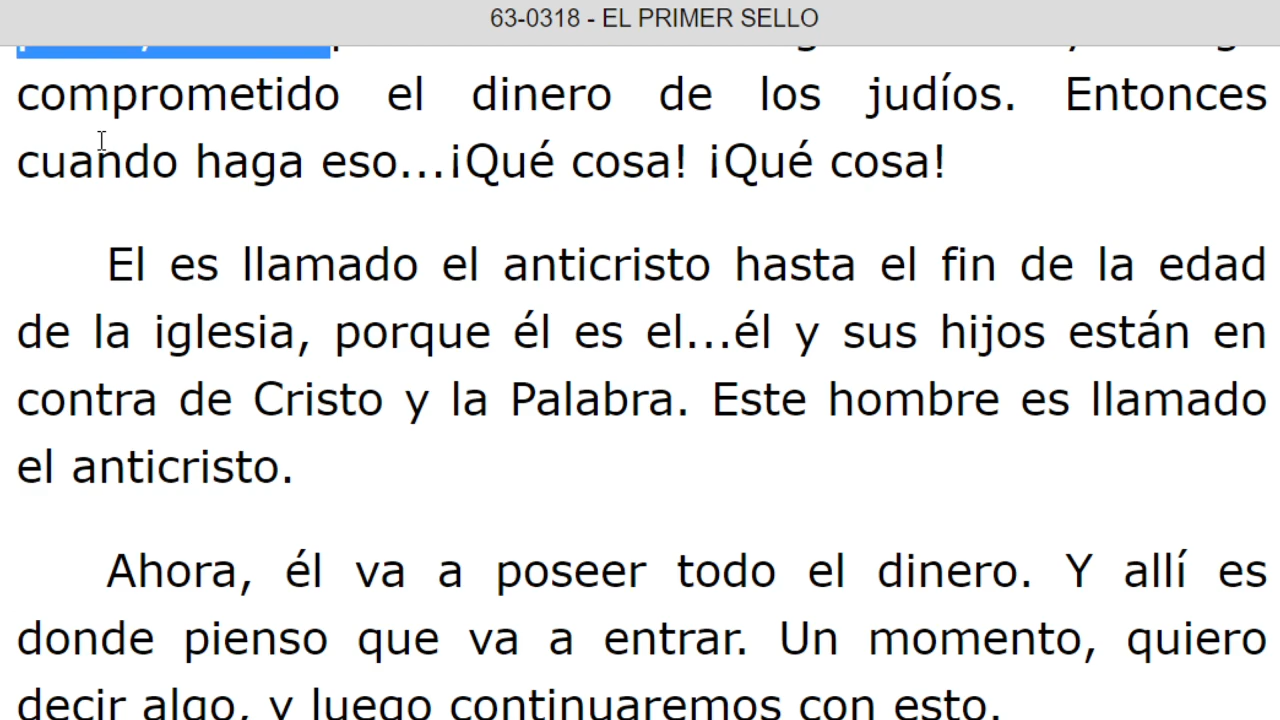 63-0318 - EL PRIMER SELLO
comprometido el dinero de los judíos. Entonces
cuando haga eso...¡Qué cosa! ¡Qué cosa!
El es llamado el anticristo hasta el fin de la edad
de la iglesia, porque él es el...él y sus hijos están en
contra de Cristo y la Palabra. Este hombre es llamado
el anticristo.
Ahora, él va a poseer todo el dinero. Y allí es
donde pienso que va a entrar. Un momento, quiero
decir algo, y luego continuaremos con esto.